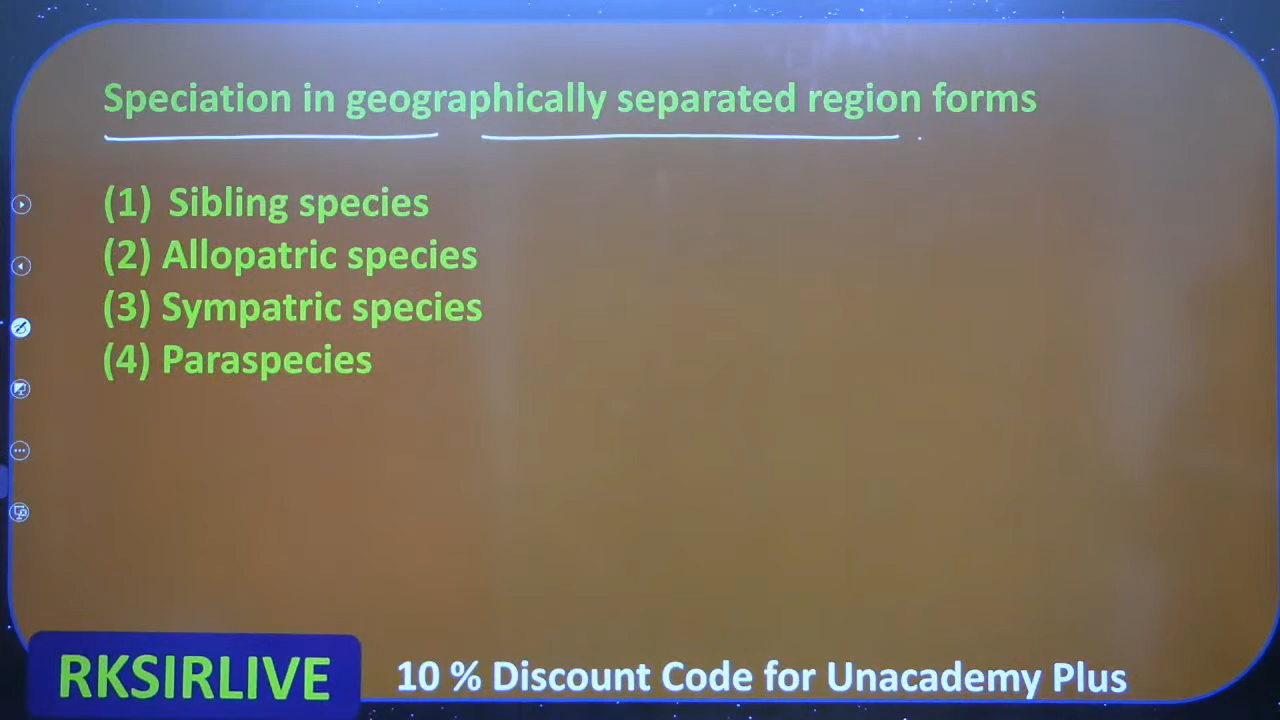 Speciation in geographically separated region forms
(1) Sibling species
(2) Allopatric species
(3) Sympatric species
(4) Paraspecies
RKSIRLIVE
10 % Discount Code for Unacademy Plus